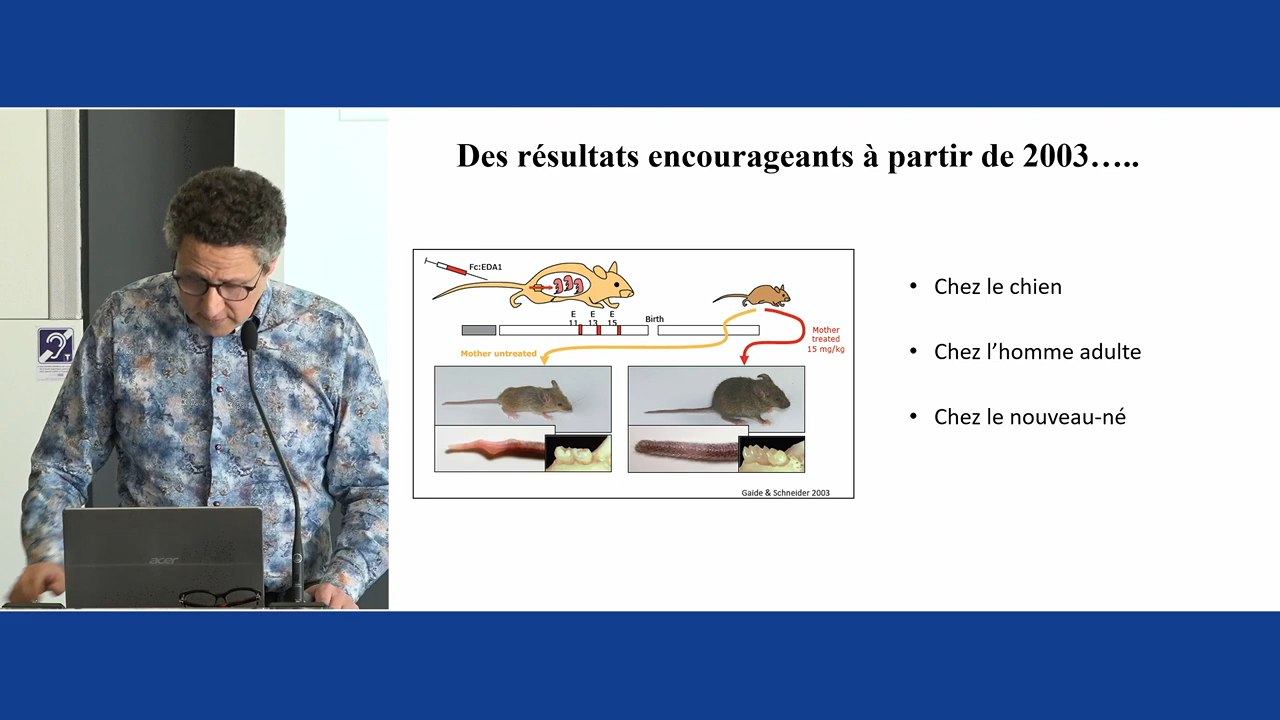 Des résultats encourageants à partir de 2003.....
Fc:EDA1
E
11
E
13
E
15
Birth
Mother untreated
Mother
treated
15 mg/kg
Gaide & Schneider 2003
• Chez le chien
• Chez l’homme adulte
• Chez le nouveau-né
acer
T